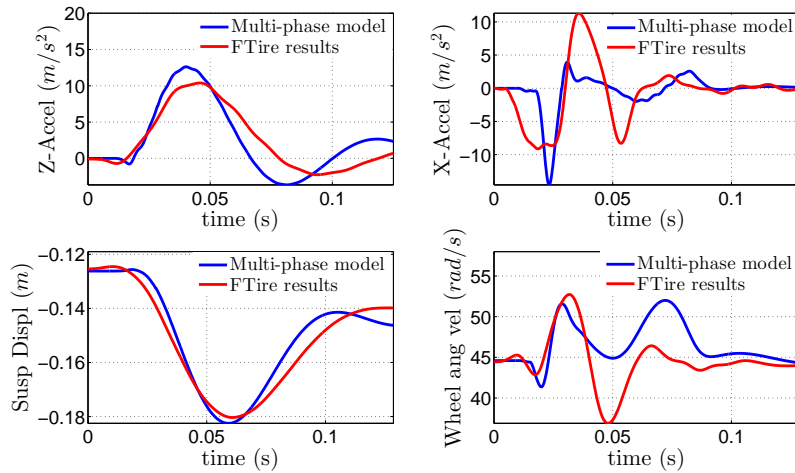 Z-Accel (m/s²)
20
15
10
5
0
0
0.05
0.1
time (s)
Multi-phase model
FTire results
X-Accel (m/s²)
10
5
0
−5
−10
0
0.05
0.1
time (s)
Multi-phase model
FTire results
Susp Displ (m)
−0.12
−0.14
−0.16
−0.18
0
0.05
0.1
time (s)
Multi-phase model
FTire results
Wheel ang vel (rad/s)
55
50
45
40
0
0.05
0.1
time (s)
Multi-phase model
FTire results